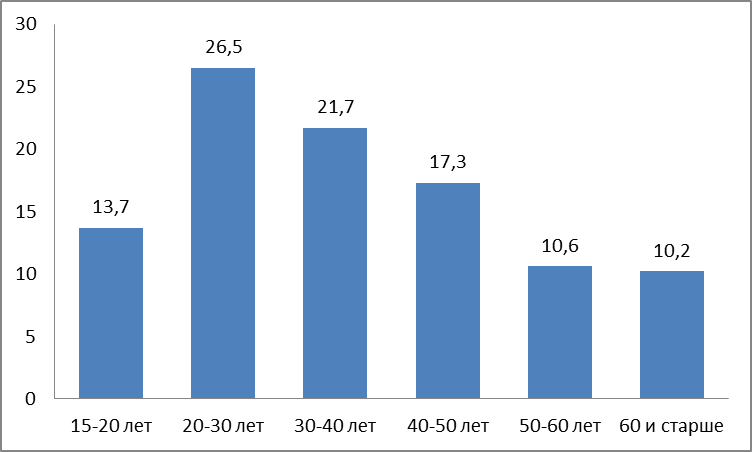 30
25
20
15
10
5
0
13,7
26,5
21,7
17,3
10,6
10,2
15-20 лет
20-30 лет
30-40 лет
40-50 лет
50-60 лет
60 и старше